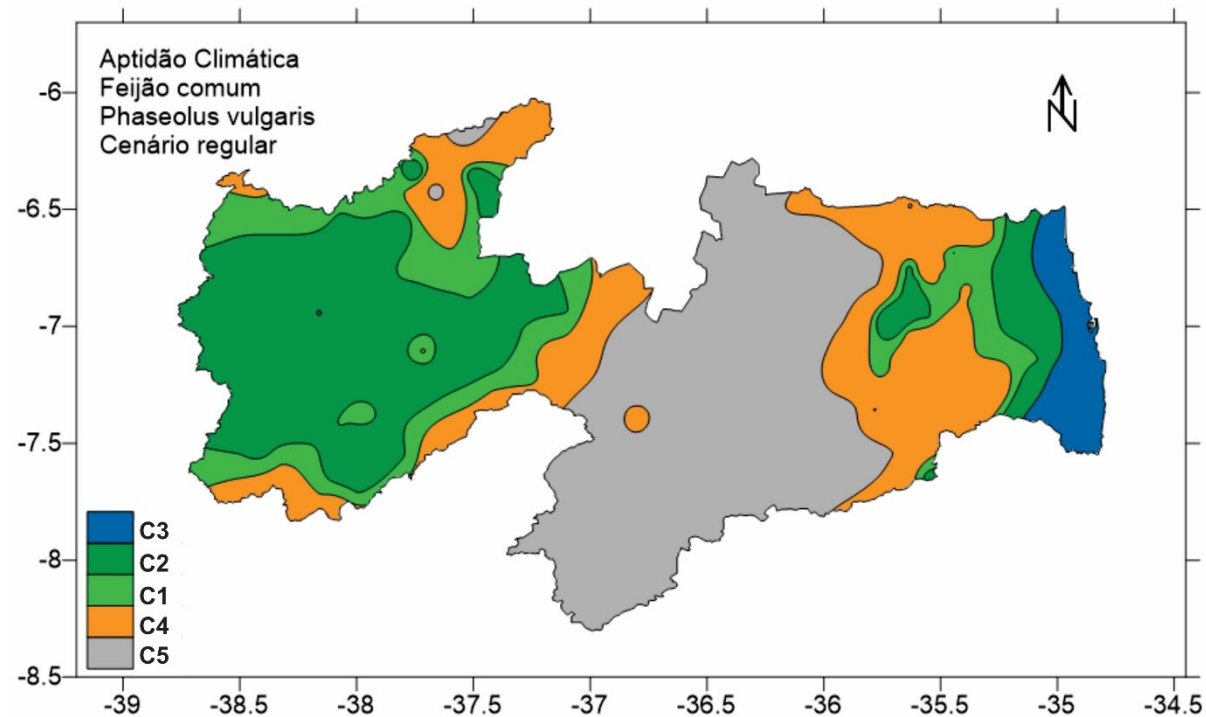 Aptidão Climática
Feijão comum
Phaseolus vulgaris
Cenário regular
N
-6
-6.5
-7
-7.5
-8
-8.5
C3
C2
C1
C4
C5
-39
-38.5
-38
-37.5
-37
-36.5
-36
-35.5
-35
-34.5